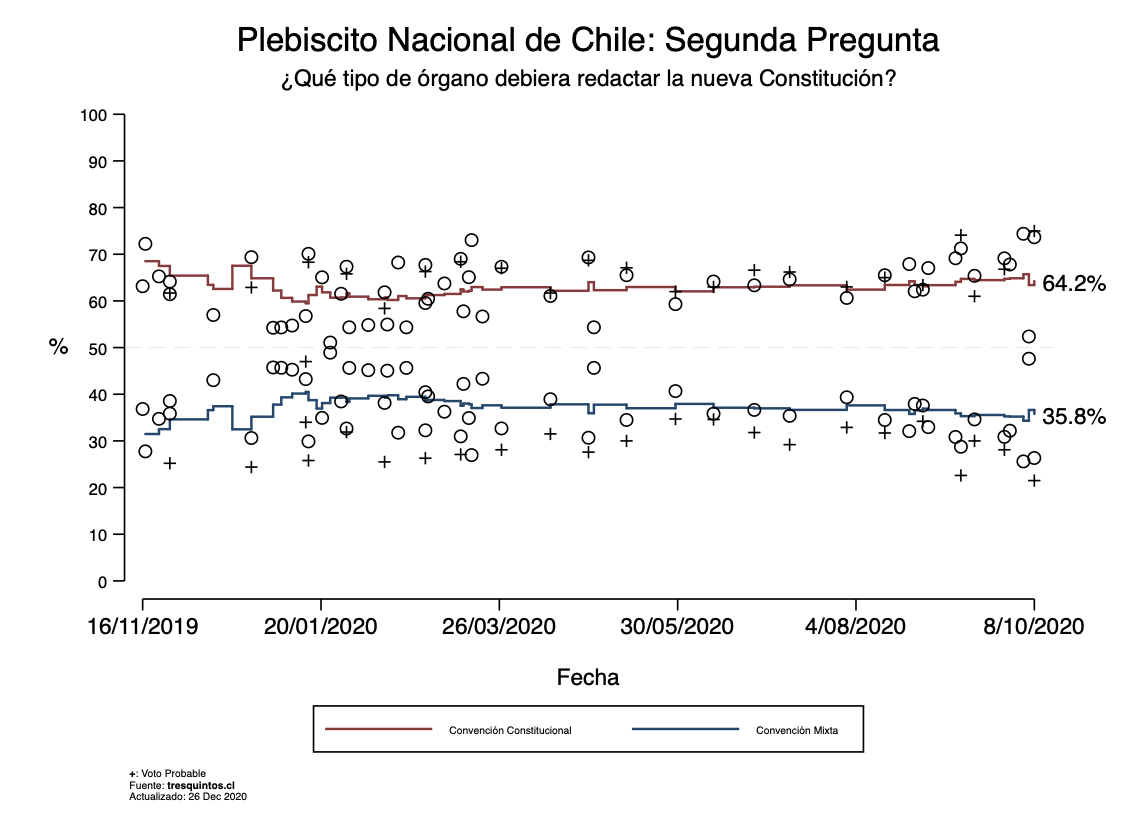 Plebiscito Nacional de Chile: Segunda Pregunta
¿Qué tipo de órgano debiera redactar la nueva Constitución?
100
90
80
70
60
50
40
30
20
10
0
%
64.2%
35.8%
16/11/2019 20/01/2020 26/03/2020 30/05/2020 4/08/2020 8/10/2020
Fecha
Convención Constitucional Convención Mixta
+: Voto Probable
Fuente: tresquintos.cl
Actualizado: 26 Dec 2020